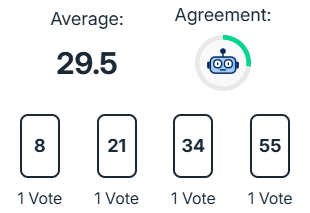 Average: Agreement:
29.5
8 21 34 55
1 Vote 1 Vote 1 Vote 1 Vote